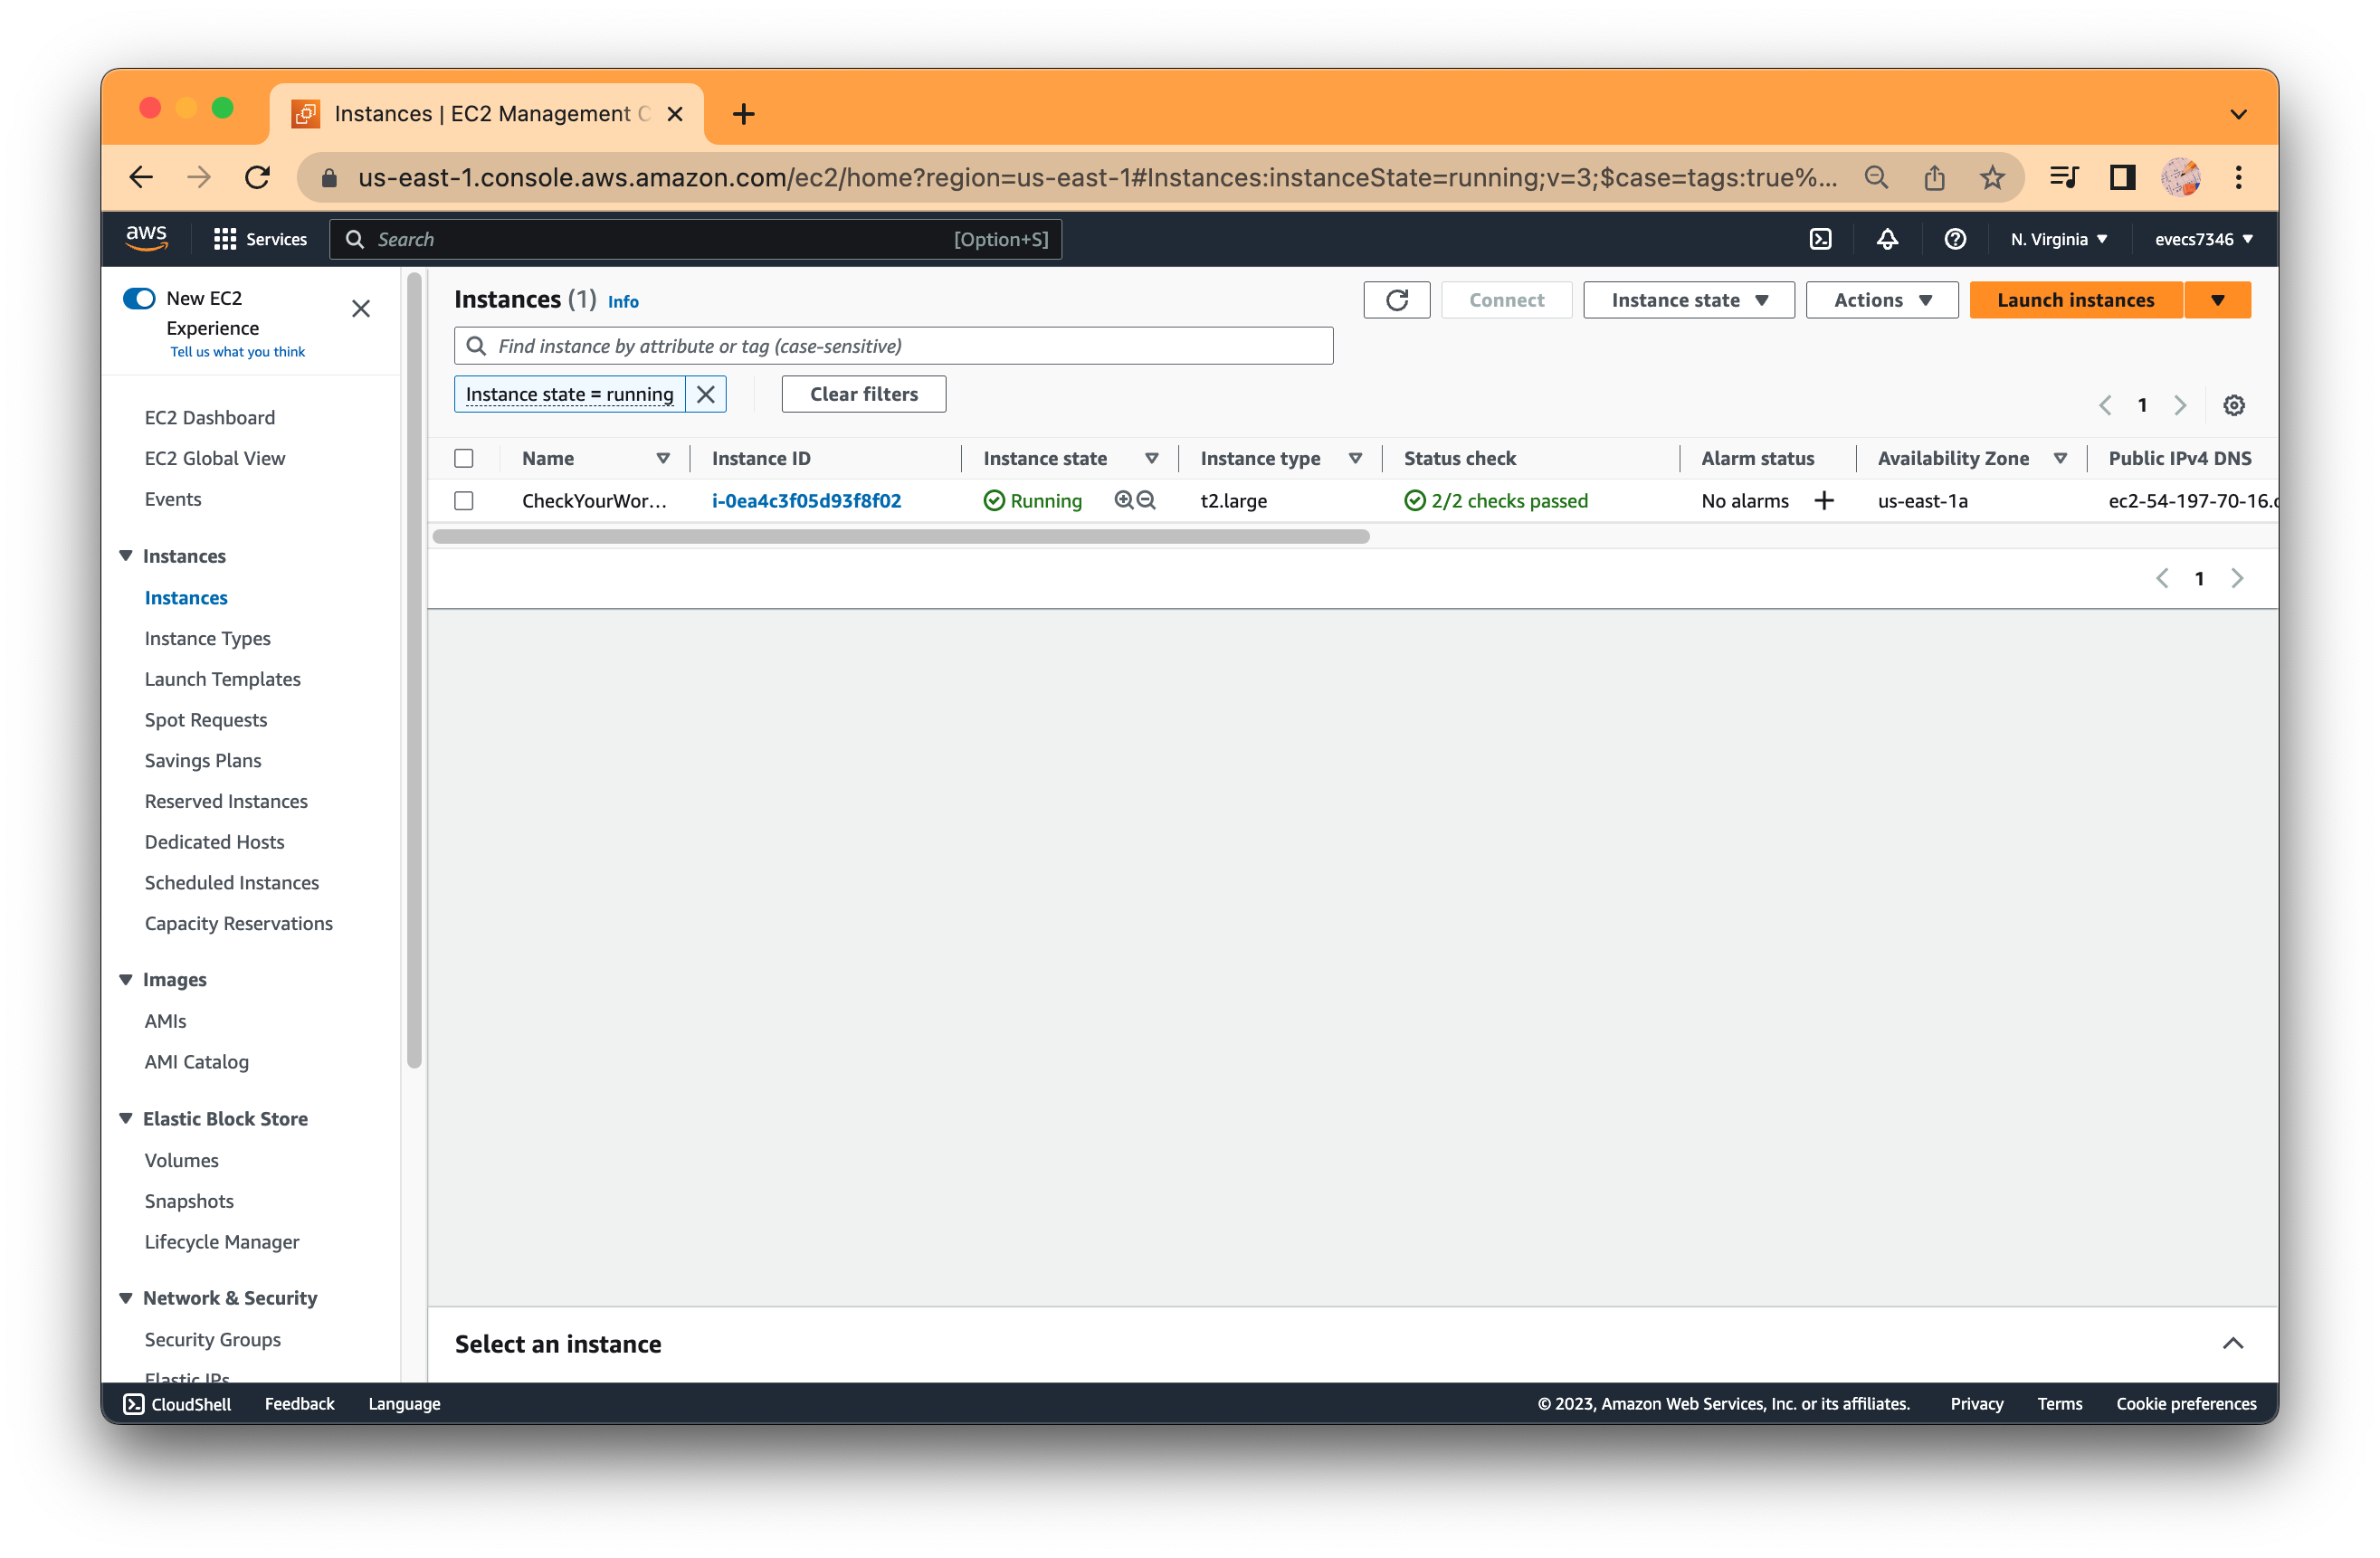 Instances | EC2 Management C
us-east-1.console.aws.amazon.com/ec2/home?region=us-east-1#Instances:instanceState=running;v=3;$case=tags:true%...
aws
Services
Search
[Option+S]
N. Virginia
evecs7346
New EC2
Experience
Tell us what you think
EC2 Dashboard
EC2 Global View
Events
Instances
Instances
Instance Types
Launch Templates
Spot Requests
Savings Plans
Reserved Instances
Dedicated Hosts
Scheduled Instances
Capacity Reservations
Images
AMIs
AMI Catalog
Elastic Block Store
Volumes
Snapshots
Lifecycle Manager
Network & Security
Security Groups
Elastic IPs
Instances (1) Info
Connect
Instance state
Actions
Launch instances
Find instance by attribute or tag (case-sensitive)
Instance state = running
Clear filters
1
Name Instance ID Instance state Instance type Status check Alarm status Availability Zone Public IPv4 DNS
CheckYourWor... i-0ea4c3f05d93f8f02 Running t2.large 2/2 checks passed No alarms us-east-1a ec2-54-197-70-16.c
1
Select an instance
CloudShell
Feedback
Language
© 2023, Amazon Web Services, Inc. or its affiliates.
Privacy
Terms
Cookie preferences